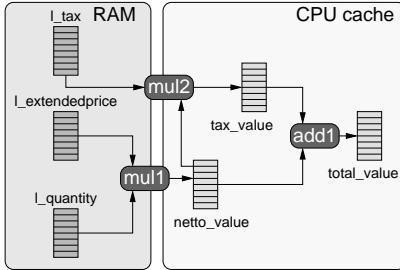 RAM
CPU cache
l_tax
mul2
l_extendedprice
tax_value
add1
mul1
total_value
l_quantity
netto_value